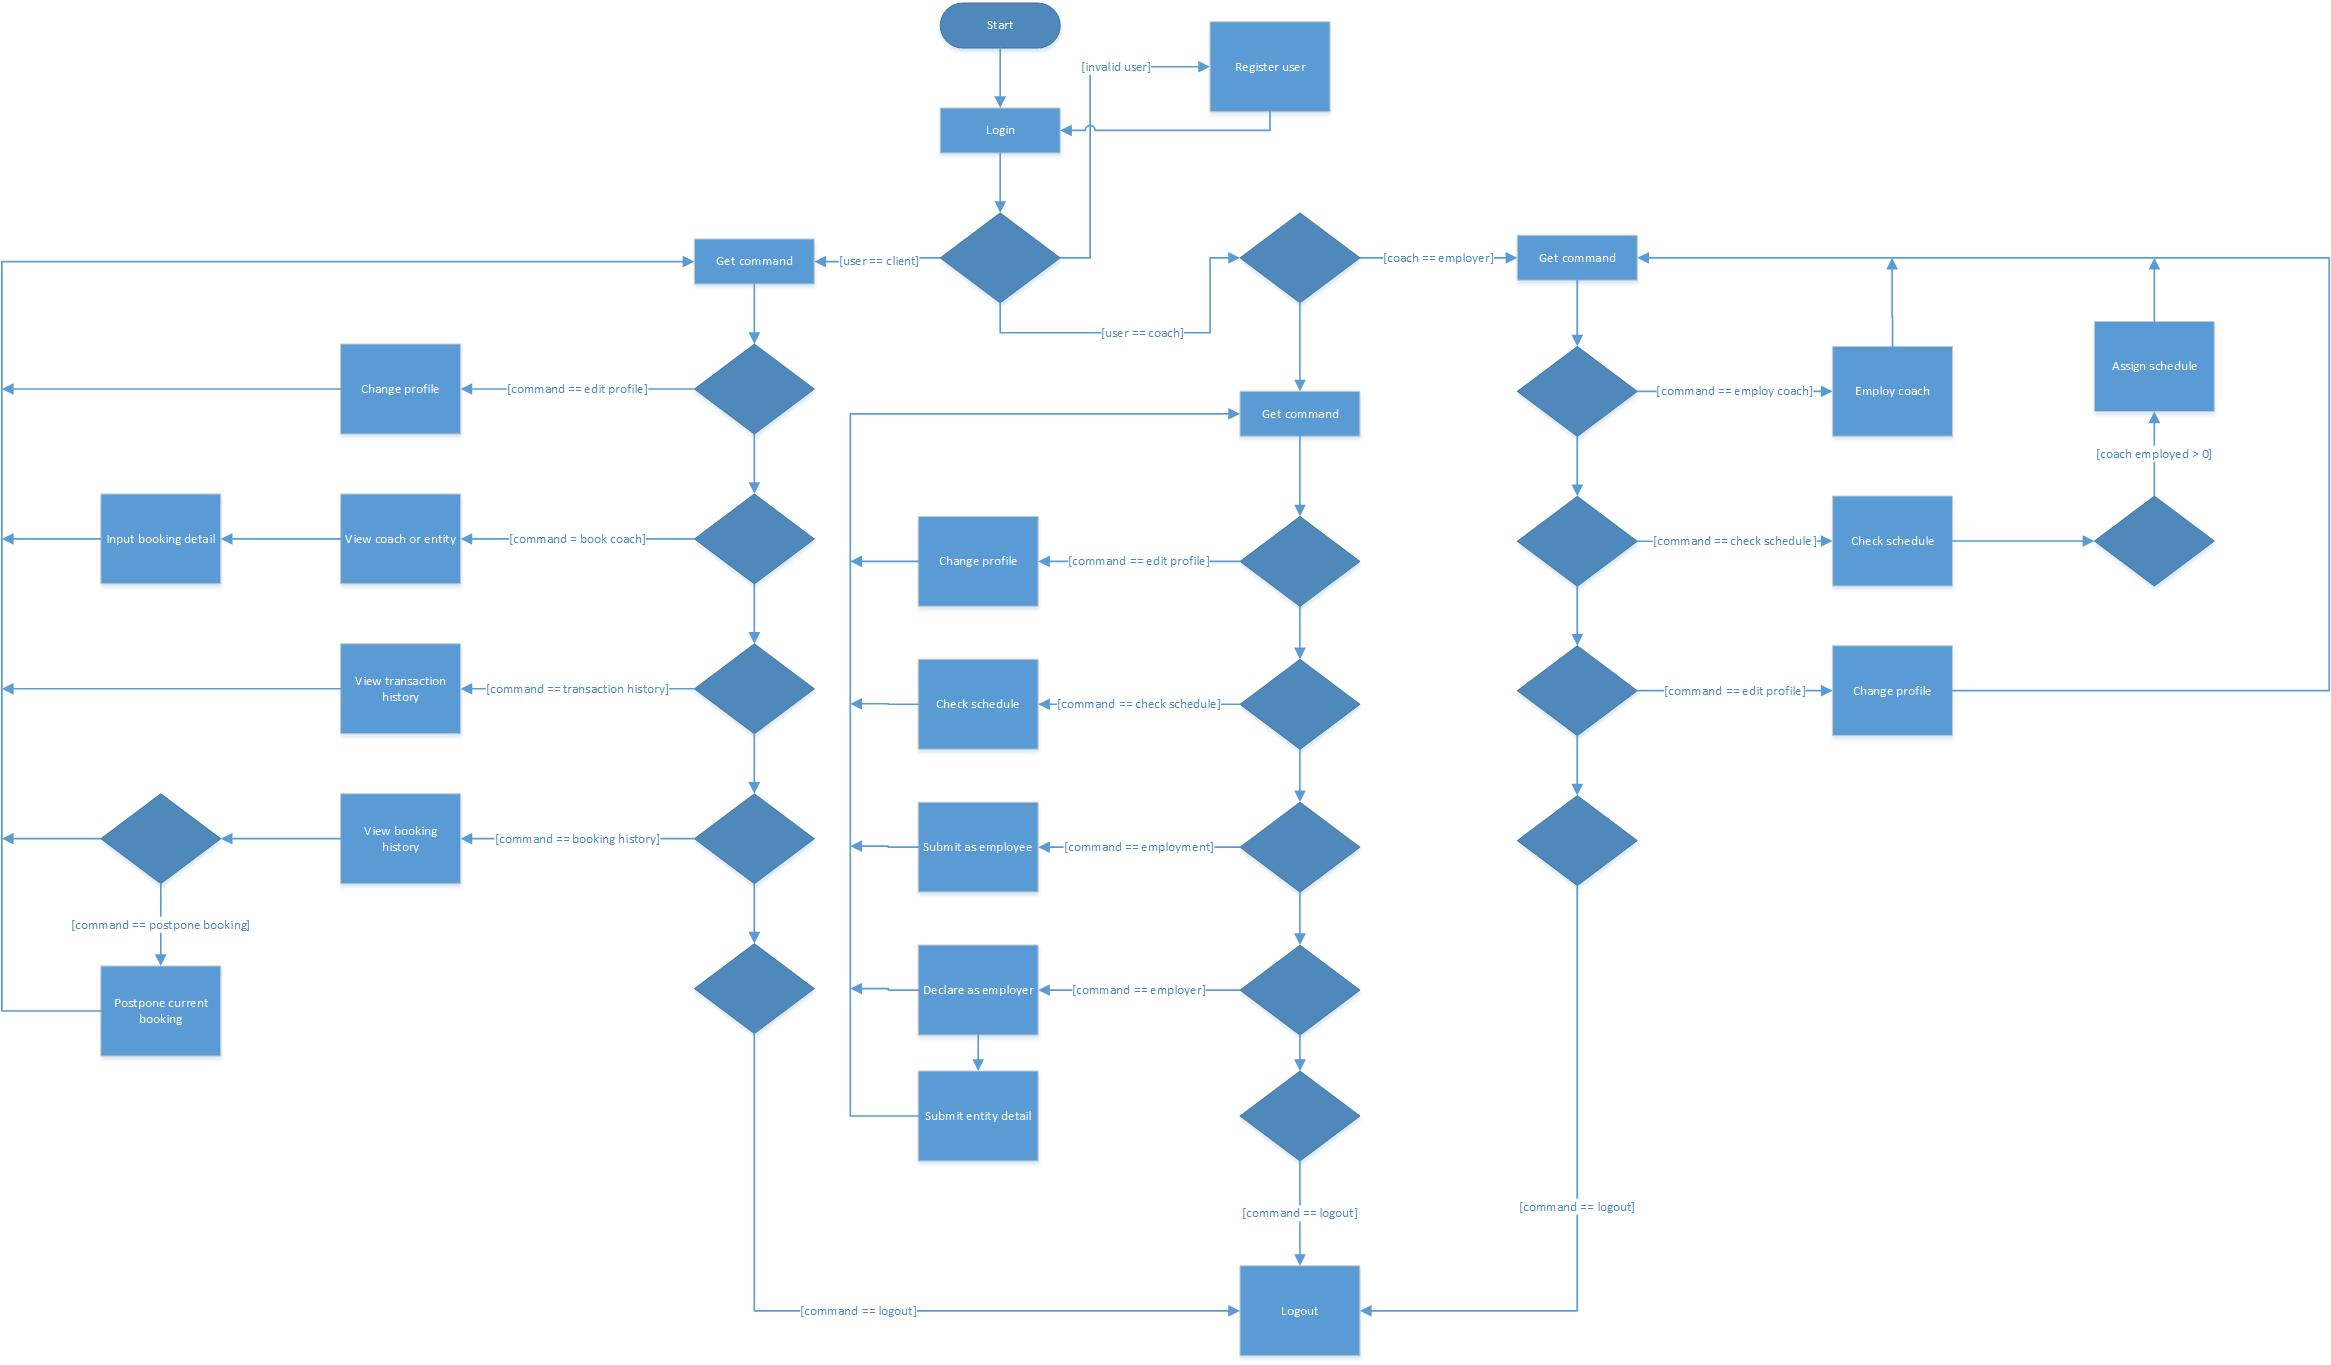 Start
[invalid user]
Register user
Login
Get command
[user == client]
[coach == employer]
Get command
[user == coach]
Change profile
[command == edit profile]
[command == employ coach]
Employ coach
Assign schedule
Get command
[coach employed > 0]
Input booking detail
View coach or entity
[command = book coach]
Change profile
[command == edit profile]
[command == check schedule]
Check schedule
View transaction
history
[command == transaction history]
Check schedule
[command == check schedule]
[command == edit profile]
Change profile
View booking
history
[command == booking history]
Submit as employee
[command == employment]
[command == postpone booking]
Postpone current
booking
Declare as employer
[command == employer]
Submit entity detail
[command == logout]
[command == logout]
[command == logout]
Logout